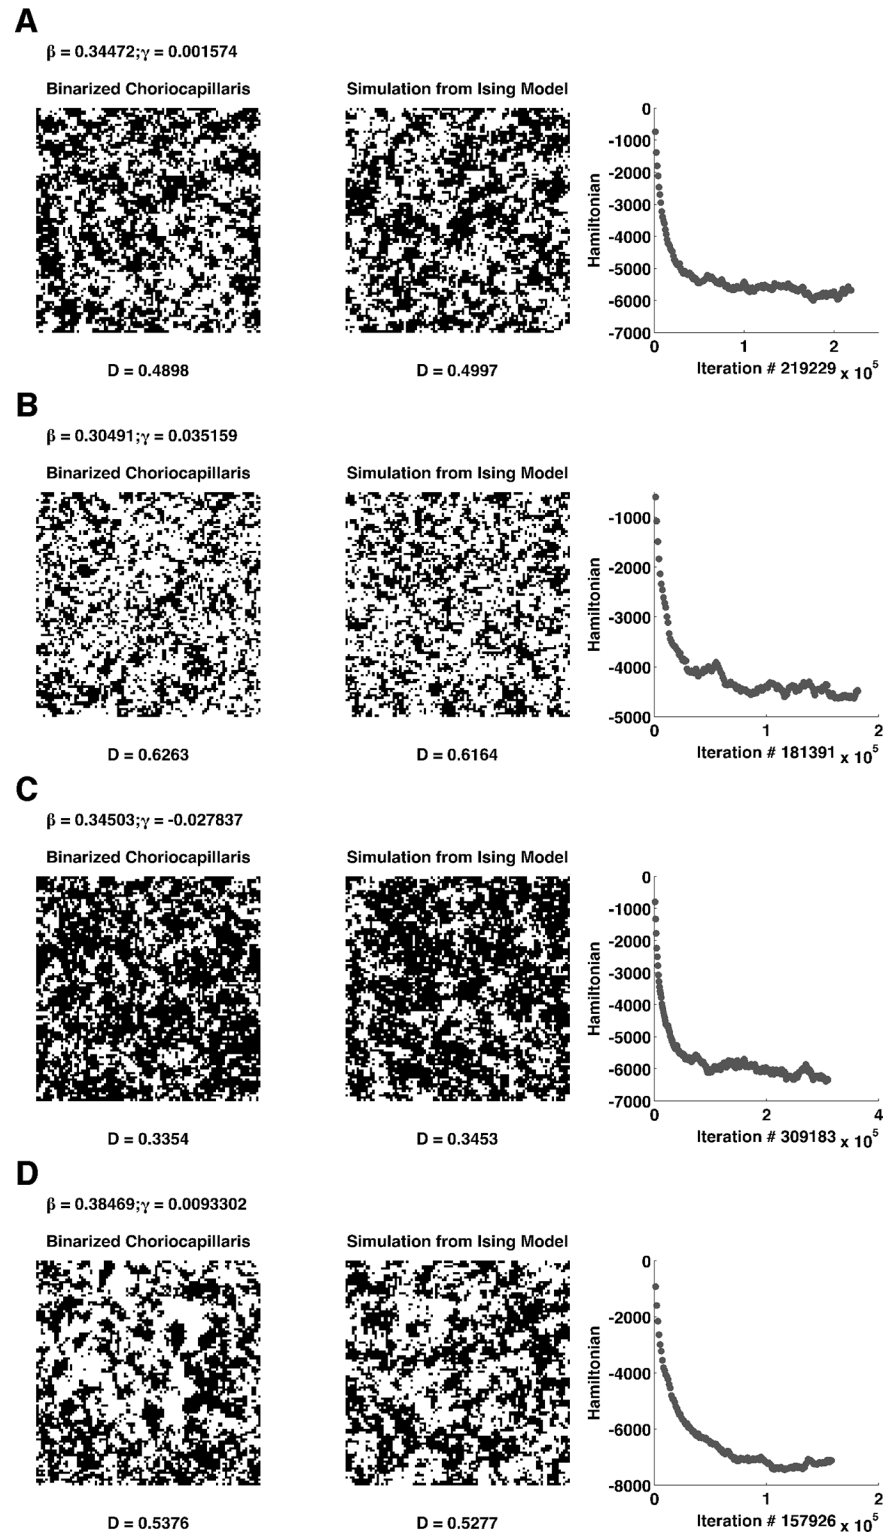 A
β = 0.34472;γ = 0.001574
Binarized Choriocapillaris
Simulation from Ising Model
D = 0.4898
D = 0.4997
Hamiltonian
0
-1000
-2000
-3000
-4000
-5000
-6000
-7000
0 1 2
Iteration # 219229 x 10^5
B
β = 0.30491;γ = 0.035159
Binarized Choriocapillaris
Simulation from Ising Model
D = 0.6263
D = 0.6164
Hamiltonian
-1000
-2000
-3000
-4000
-5000
0 1 2
Iteration # 181391 x 10^5
C
β = 0.34503;γ = -0.027837
Binarized Choriocapillaris
Simulation from Ising Model
D = 0.3354
D = 0.3453
Hamiltonian
0
-1000
-2000
-3000
-4000
-5000
-6000
-7000
0 2 4
Iteration # 309183 x 10^5
D
β = 0.38469;γ = 0.0093302
Binarized Choriocapillaris
Simulation from Ising Model
D = 0.5376
D = 0.5277
Hamiltonian
0
-2000
-4000
-6000
-8000
0 1 2
Iteration # 157926 x 10^5